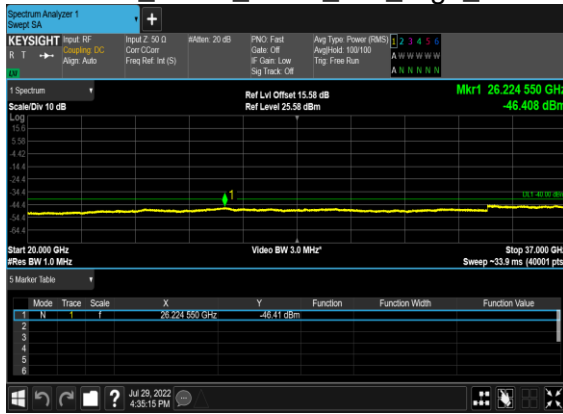 Spectrum Analyzer 1
Swept SA
+
KEYSIGHT Input: RF Input Z: 50 Ω #Atten: 20 dB PNO: Fast Avg Type: Power (RMS) 1 2 3 4 5 6
R T Coupling: DC Corr CCorr Gate: Off Avg|Hold: 100/100 A W W W W W
Align: Auto Freq Ref: Int (S) IF Gain: Low Trig: Free Run
Sig Track: Off A N N N N N
1 Spectrum Ref Lvl Offset 15.58 dB Mkr1 26.224 550 GHz
Scale/Div 10 dB Ref Level 25.58 dBm -46.408 dBm
Log
15.6
5.58
-4.42
-14.4
-24.4
-34.4
-44.4
-54.4
-64.4
1
Start 20.000 GHz Video BW 3.0 MHz* Stop 37.000 GHz
#Res BW 1.0 MHz Sweep ~33.9 ms (40001 pts)
5 Marker Table
Mode Trace Scale X Y Function Function Width Function Value
1 N 1 f 26.224 550 GHz -46.41 dBm
2
3
4
5
6
? Jul 29, 2022
4:35:15 PM